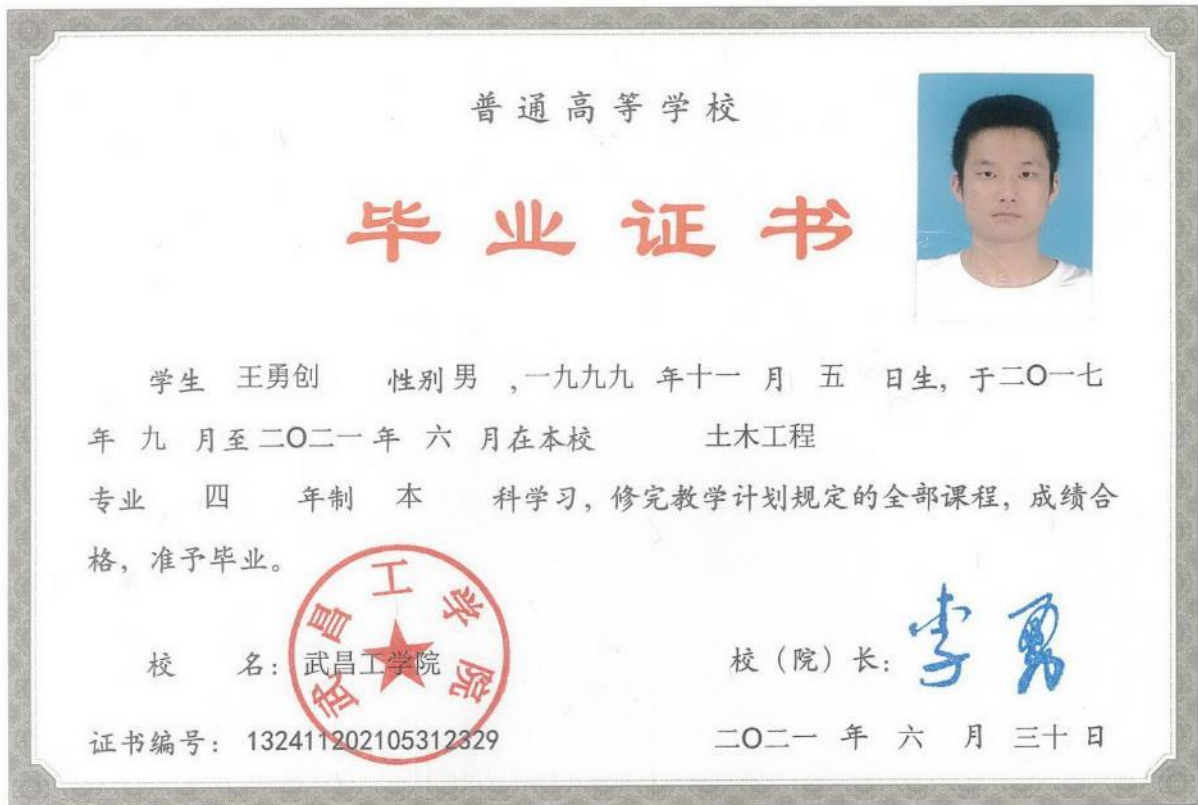 普通高等学校
毕业证书
学生 王勇创 性别 男 ,一九九九 年 十一 月 五 日生, 于二〇一七
年 九 月至 二〇二一 年 六 月在本校 土木工程
专业 四 年制 本 科学习, 修完教学计划规定的全部课程, 成绩合
格, 准予毕业。
武昌工学院
校 名: 武昌工学院 校(院)长: 李勇
证书编号: 132411202105312329 二〇二一 年 六 月 三十 日